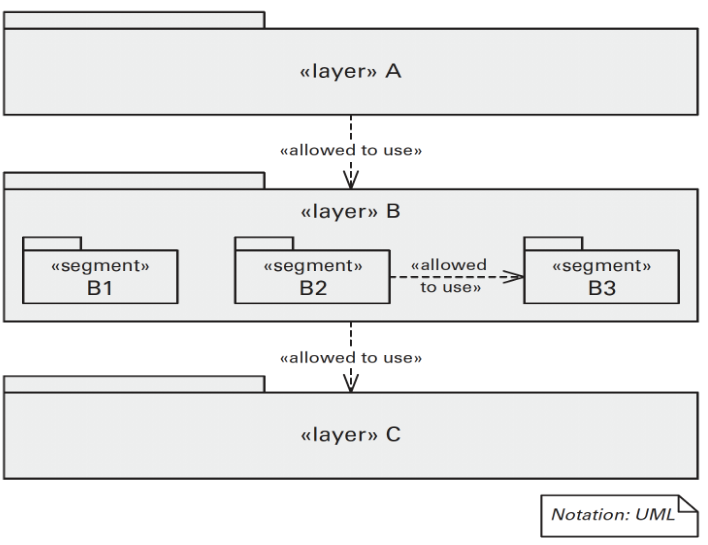 «layer» A
«allowed to use»
«layer» B
«segment»
B1
«segment»
B2
«allowed
to use»
«segment»
B3
«allowed to use»
«layer» C
Notation: UML